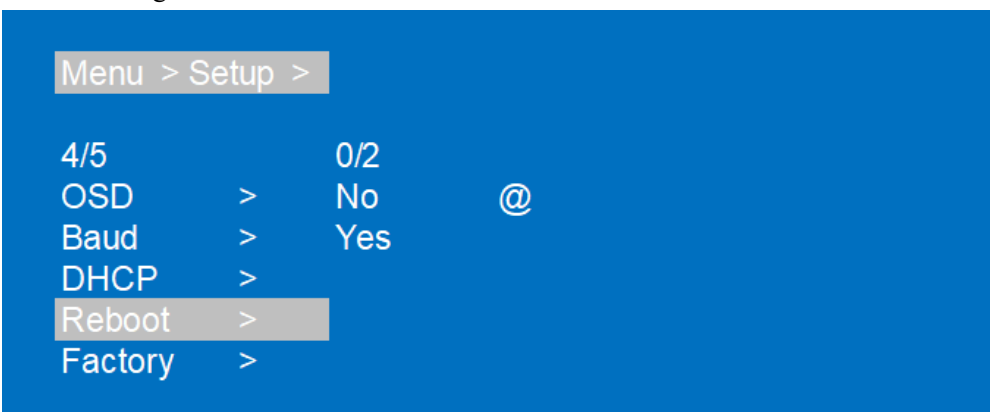 Menu > Setup >
4/5 0/2
OSD > No @
Baud > Yes
DHCP >
Reboot >
Factory >